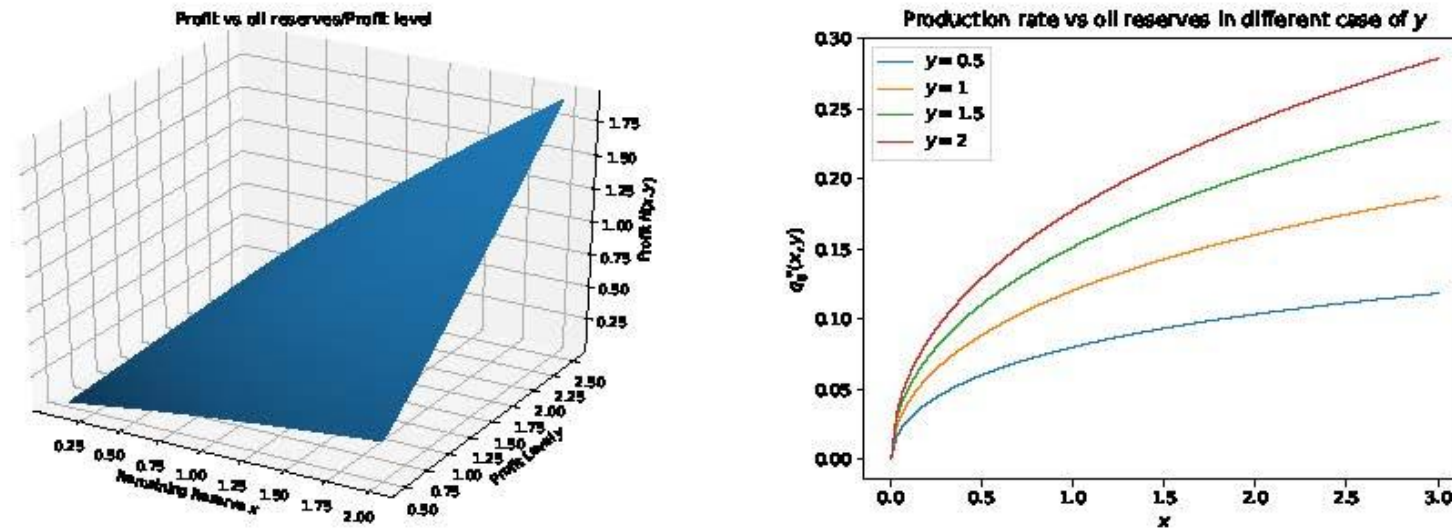 Profit vs oil reserves/Profit level
1.75
1.50
1.25
1.00
0.75
0.50
0.25
Profit H(x,y)
2.50
2.25
2.00
1.75
1.50
1.25
1.00
0.75
0.50
Profit Level y
0.25
0.50
0.75
1.00
1.25
1.50
1.75
2.00
Remaining Reserve x
Production rate vs oil reserves in different case of y
0.30
0.25
0.20
0.15
0.10
0.05
0.00
y = 0.5
y = 1
y = 1.5
y = 2
0.0 0.5 1.0 1.5 2.0 2.5 3.0
x